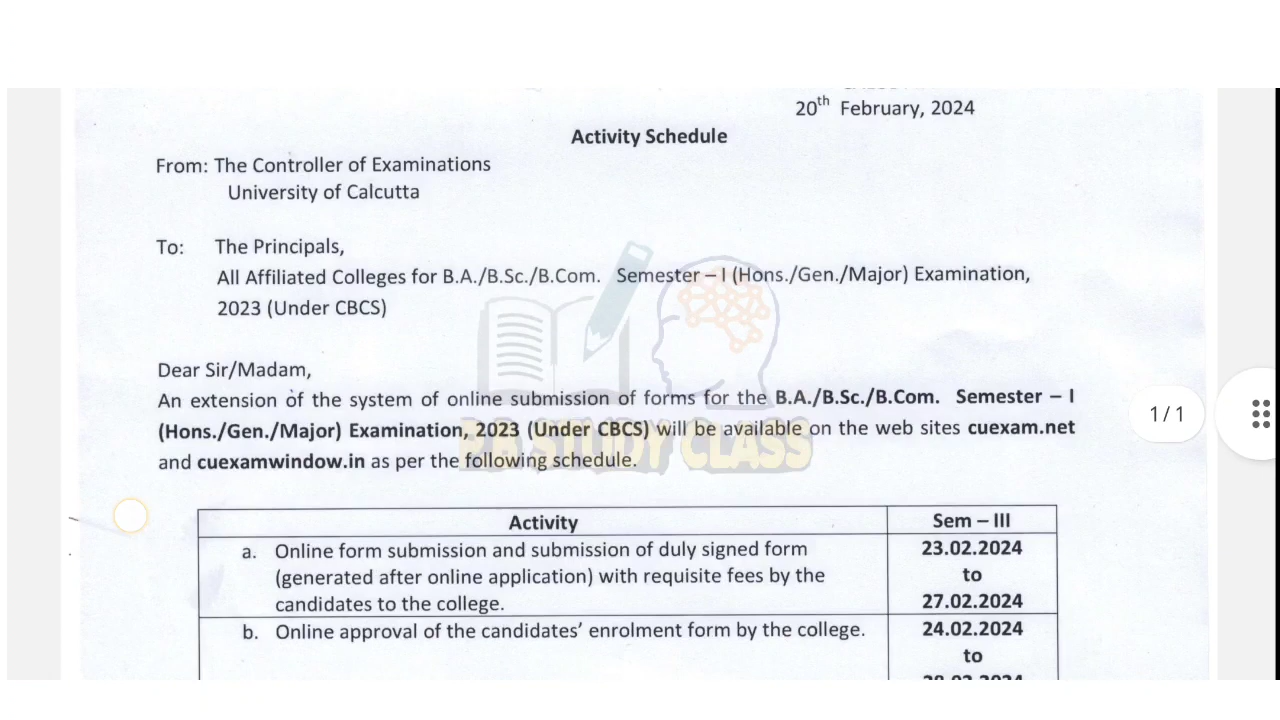 20th February, 2024
Activity Schedule
From: The Controller of Examinations
University of Calcutta
To: The Principals,
All Affiliated Colleges for B.A./B.Sc./B.Com. Semester – I (Hons./Gen./Major) Examination,
2023 (Under CBCS)
Dear Sir/Madam,
An extension of the system of online submission of forms for the B.A./B.Sc./B.Com. Semester – I
(Hons./Gen./Major) Examination, 2023 (Under CBCS) will be available on the web sites cuexam.net
and cuexamwindow.in as per the following schedule.
STUDY CLASS
1 / 1
Activity
Sem – III
a. Online form submission and submission of duly signed form
(generated after online application) with requisite fees by the
candidates to the college.
23.02.2024
to
27.02.2024
b. Online approval of the candidates' enrolment form by the college.
24.02.2024
to